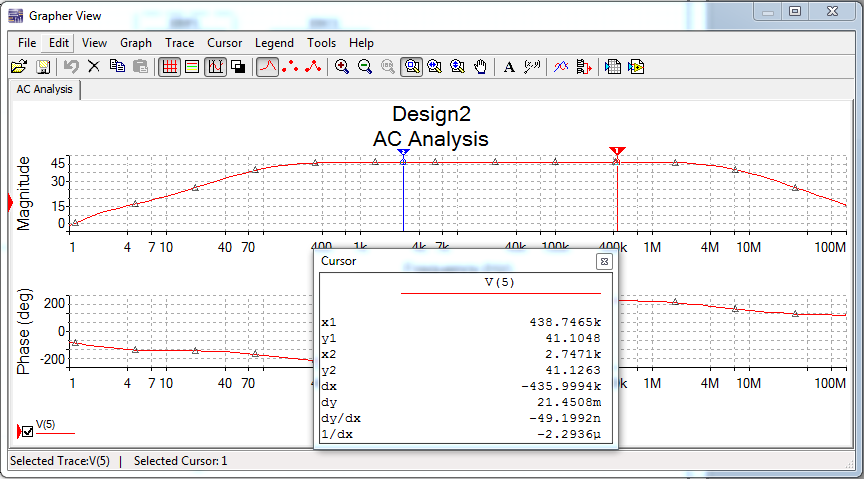 Grapher View
File Edit View Graph Trace Cursor Legend Tools Help
AC Analysis
Design2
AC Analysis
2 1
Magnitude
45
30
15
0
1 4 7 10 40 70 400 1k 4k 7k 40k 100k 400k 1M 4M 10M 100M
Cursor
V(5)
x1 438.7465k
y1 41.1048
x2 2.7471k
y2 41.1263
dx -435.9994k
dy 21.4508m
dy/dx -49.1992n
1/dx -2.2936µ
Phase (deg)
200
0
-200
1 4 7 10 40 70 1M 4M 10M 100M
V(5)
Selected Trace:V(5) | Selected Cursor: 1